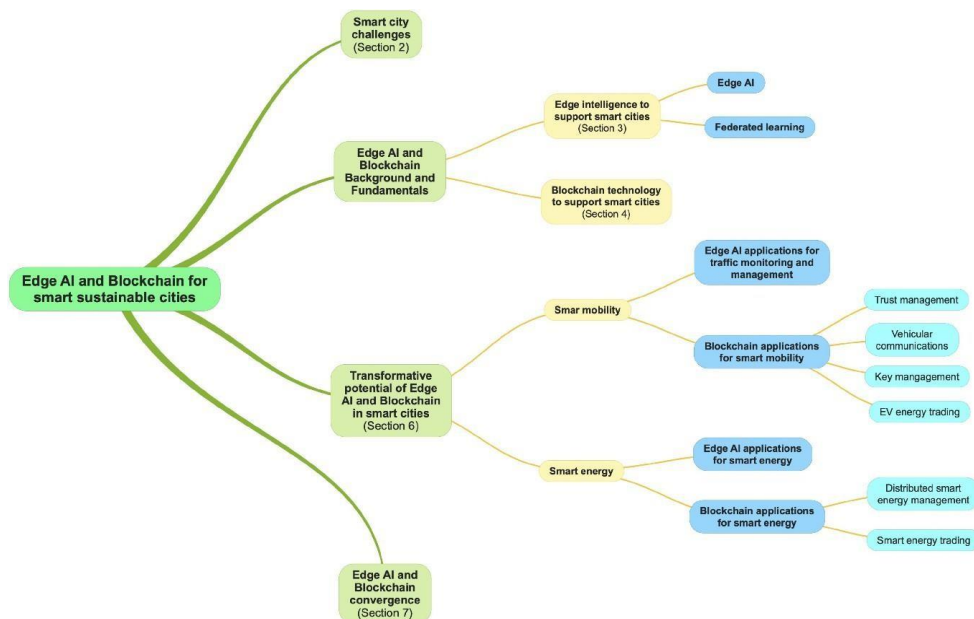 Smart city
challenges
(Section 2)
Edge AI
Edge intelligence to
support smart cities
(Section 3)
Federated learning
Edge AI and
Blockchain
Background and
Fundamentals
Blockchain technology
to support smart cities
(Section 4)
Edge AI and Blockchain for
smart sustainable cities
Edge AI applications for
traffic monitoring and
management
Smar mobility
Trust management
Vehicular
communications
Blockchain applications
for smart mobility
Key mangagement
EV energy trading
Transformative
potential of Edge
AI and Blockchain
in smart cities
(Section 6)
Edge AI applications
for smart energy
Smart energy
Distributed smart
energy management
Blockchain applications
for smart energy
Smart energy trading
Edge AI and
Blockchain
convergence
(Section 7)